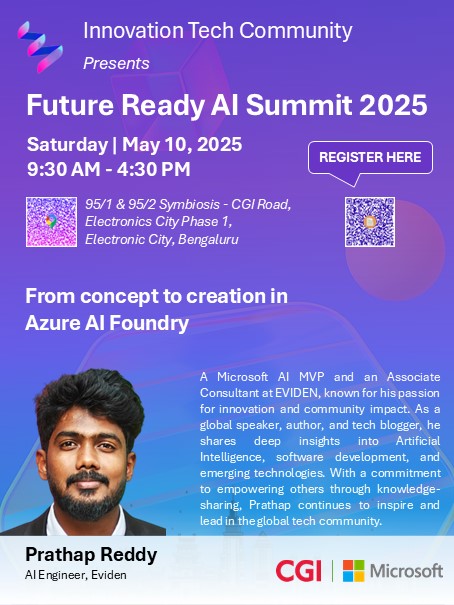 Innovation Tech Community
Presents
Future Ready AI Summit 2025
Saturday | May 10, 2025
9:30 AM - 4:30 PM
REGISTER HERE
95/1 & 95/2 Symbiosis - CGI Road,
Electronics City Phase 1,
Electronic City, Bengaluru
From concept to creation in
Azure AI Foundry
A Microsoft AI MVP and an Associate
Consultant at EVIDEN, known for his passion
for innovation and community impact. As a
global speaker, author, and tech blogger, he
shares deep insights into Artificial
Intelligence, software development, and
emerging technologies. With a commitment
to empowering others through knowledge-
sharing, Prathap continues to inspire and
lead in the global tech community.
Prathap Reddy
AI Engineer, Eviden
CGI | Microsoft